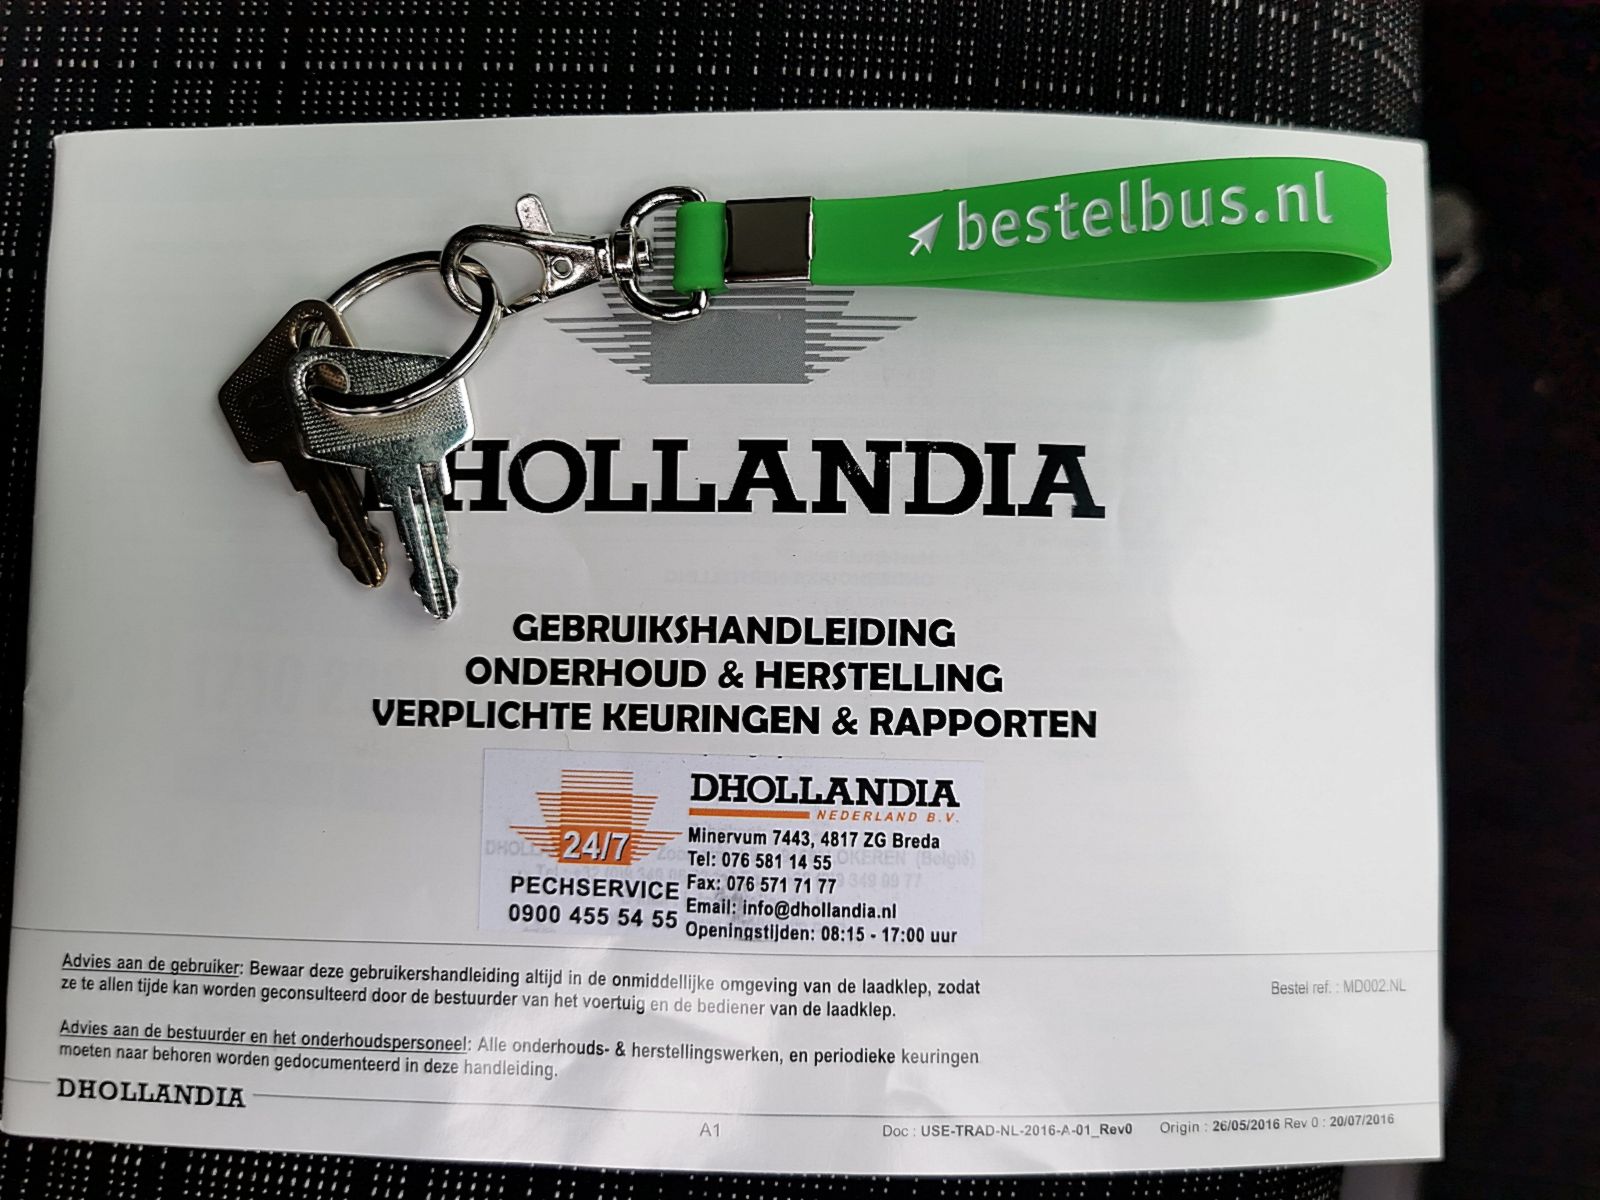 bestelbus.nl
DHOLLANDIA
GEBRUIKSHANDLEIDING
ONDERHOUD & HERSTELLING
VERPLICHTE KEURINGEN & RAPPORTEN
24/7
PECHSERVICE
0900 455 54 55
DHOLLANDIA
NEDERLAND B.V.
Minervum 7443, 4817 ZG Breda
Tel: 076 581 14 55
Fax: 076 571 71 77
Email: info@dhollandia.nl
Openingstijden: 08:15 - 17:00 uur
Advies aan de gebruiker: Bewaar deze gebruikershandleiding altijd in de onmiddellijke omgeving van de laadklep, zodat
ze te allen tijde kan worden geconsulteerd door de bestuurder van het voertuig en de bediener van de laadklep.
Bestel ref. : MD002.NL
Advies aan de bestuurder en het onderhoudspersoneel: Alle onderhouds- & herstellingswerken, en periodieke keuringen
moeten naar behoren worden gedocumenteerd in deze handleiding.
DHOLLANDIA
A1
Doc : USE-TRAD-NL-2016-A-01_Rev0
Origin : 26/05/2016 Rev 0 : 20/07/2016